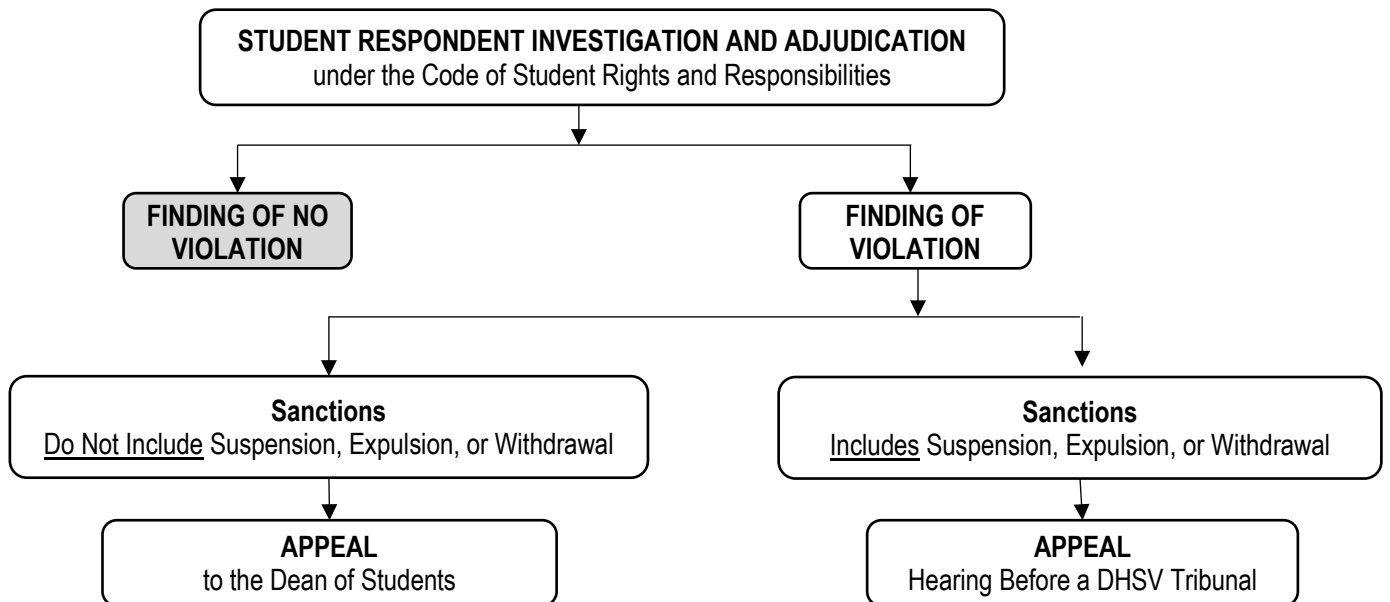 STUDENT RESPONDENT INVESTIGATION AND ADJUDICATION
under the Code of Student Rights and Responsibilities
FINDING OF NO
VIOLATION
FINDING OF
VIOLATION
Sanctions
Do Not Include Suspension, Expulsion, or Withdrawal
Sanctions
Includes Suspension, Expulsion, or Withdrawal
APPEAL
to the Dean of Students
APPEAL
Hearing Before a DHSV Tribunal